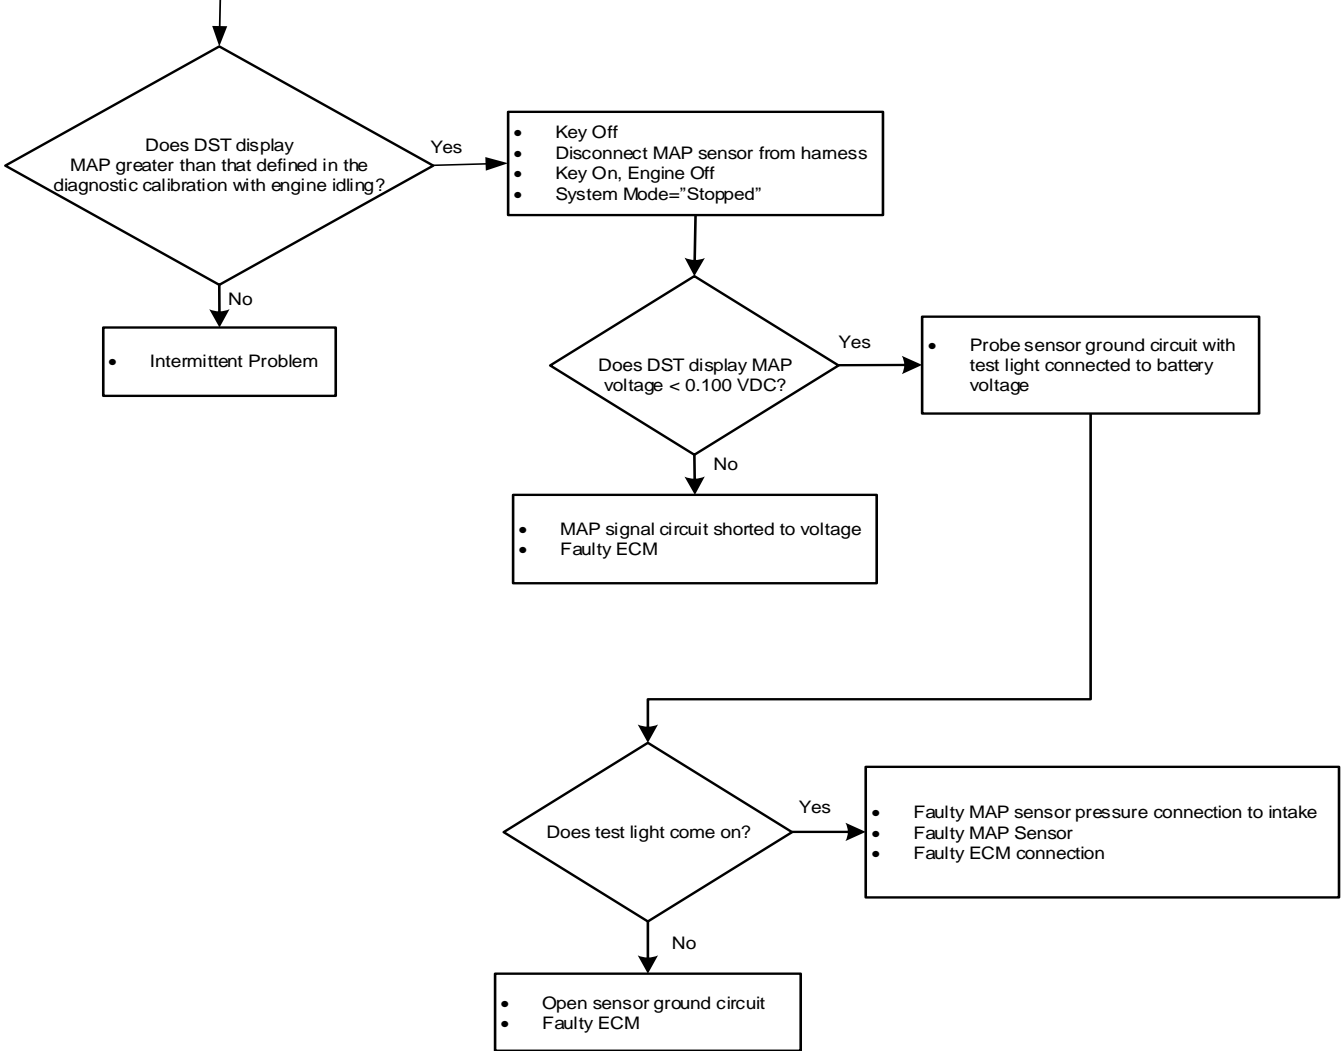 Does DST display
MAP greater than that defined in the
diagnostic calibration with engine idling?
Yes
• Key Off
• Disconnect MAP sensor from harness
• Key On, Engine Off
• System Mode=”Stopped”
No
• Intermittent Problem
Does DST display MAP
voltage < 0.100 VDC?
Yes
• Probe sensor ground circuit with
test light connected to battery
voltage
No
• MAP signal circuit shorted to voltage
• Faulty ECM
Does test light come on?
Yes
• Faulty MAP sensor pressure connection to intake
• Faulty MAP Sensor
• Faulty ECM connection
No
• Open sensor ground circuit
• Faulty ECM